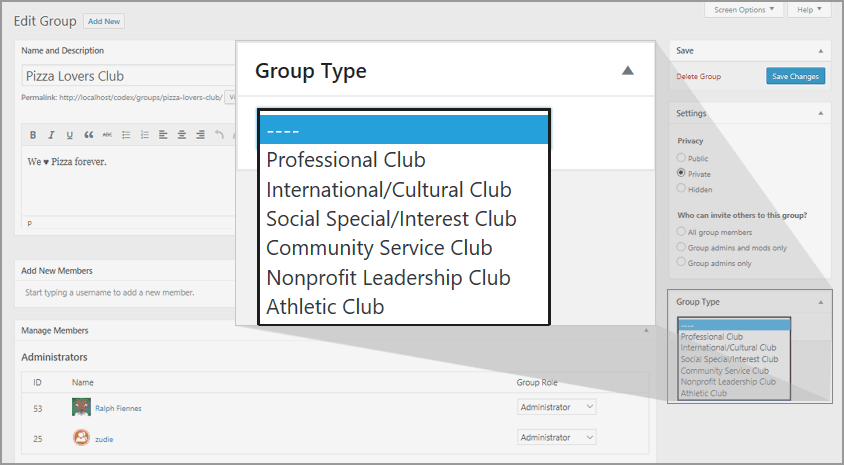 Screen Options ▼
Help ▼
Edit Group
Add New
Name and Description
Pizza Lovers Club
Permalink: http://localhost/codex/groups/pizza-lovers-club/
B I U “ ABC
We ♥ Pizza forever.
P
Add New Members
Start typing a username to add a new member.
Manage Members
Administrators
ID Name Group Role
53 Ralph Fiennes Administrator
25 zudie Administrator
Group Type
----
Professional Club
International/Cultural Club
Social Special/Interest Club
Community Service Club
Nonprofit Leadership Club
Athletic Club
Save
Delete Group
Save Changes
Settings
Privacy
Public
Private
Hidden
Who can invite others to this group?
All group members
Group admins and mods only
Group admins only
Group Type
----
Professional Club
International/Cultural Club
Social Special/Interest Club
Community Service Club
Nonprofit Leadership Club
Athletic Club